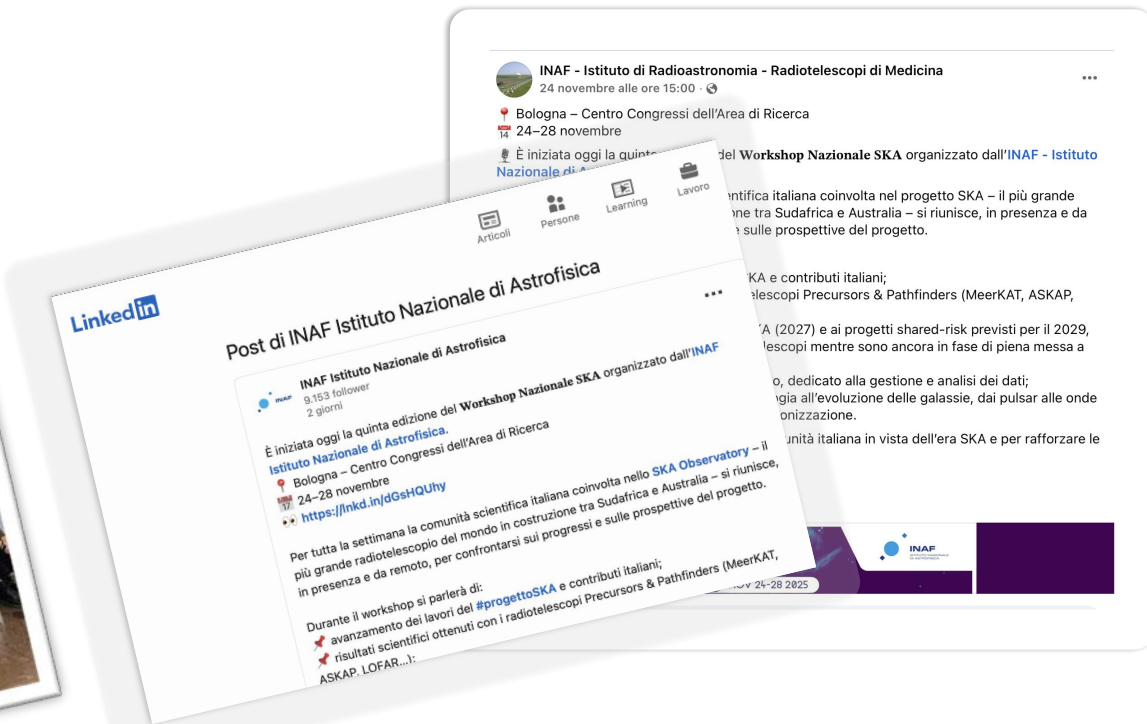 INAF - Istituto di Radioastronomia - Radiotelescopi di Medicina
24 novembre alle ore 15:00 ·
📍 Bologna – Centro Congressi dell'Area di Ricerca
24–28 novembre
È iniziata oggi la quinta del Workshop Nazionale SKA organizzato dall'INAF - Istituto
Nazionale di
entifica italiana coinvolta nel progetto SKA – il più grande
one tra Sudafrica e Australia – si riunisce, in presenza e da
e sulle prospettive del progetto.
KA e contributi italiani;
elescopi Precursors & Pathfinders (MeerKAT, ASKAP,
A (2027) e ai progetti shared-risk previsti per il 2029,
lescopi mentre sono ancora in fase di piena messa a
o, dedicato alla gestione e analisi dei dati;
gia all'evoluzione delle galassie, dai pulsar alle onde
onizzazione.
unità italiana in vista dell'era SKA e per rafforzare le
INAF
NOV 24-28 2025
LinkedIn
Articoli
Persone
Learning
Lavoro
Post di INAF Istituto Nazionale di Astrofisica
INAF
INAF Istituto Nazionale di Astrofisica
9.153 follower
2 giorni
È iniziata oggi la quinta edizione del Workshop Nazionale SKA organizzato dall'INAF
Istituto Nazionale di Astrofisica.
📍 Bologna – Centro Congressi dell'Area di Ricerca
📅 24–28 novembre
👀 https://lnkd.in/dGsHQUhy
Per tutta la settimana la comunità scientifica italiana coinvolta nello SKA Observatory – il
più grande radiotelescopio del mondo in costruzione tra Sudafrica e Australia – si riunisce,
in presenza e da remoto, per confrontarsi sui progressi e sulle prospettive del progetto.
Durante il workshop si parlerà di:
📌 avanzamento dei lavori del #progettoSKA e contributi italiani;
📌 risultati scientifici ottenuti con i radiotelescopi Precursors & Pathfinders (MeerKAT,
ASKAP, LOFAR...);